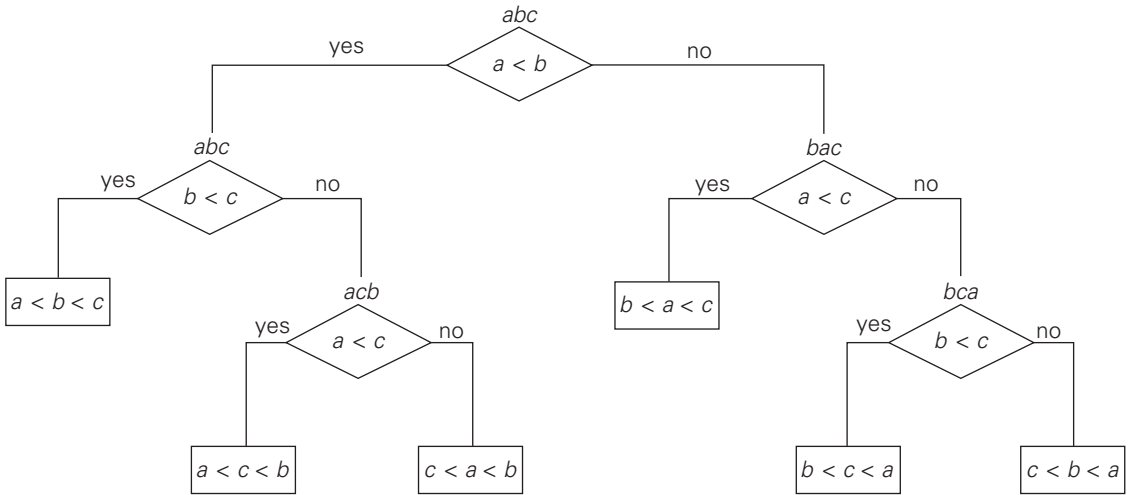 abc
yes
a < b
no
abc
bac
yes
b < c
no
yes
a < c
no
a < b < c
acb
b < a < c
bca
yes
a < c
no
yes
b < c
no
a < c < b
c < a < b
b < c < a
c < b < a